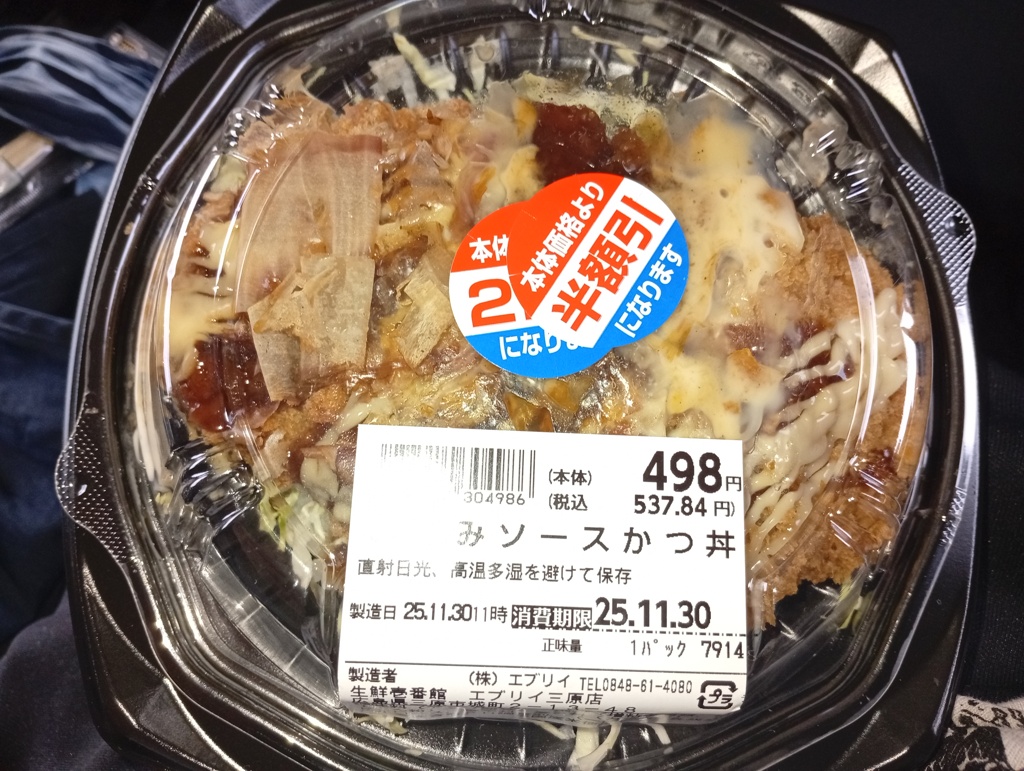 本体
2
になりま
本体価格より
半額引
になります
(本体) 498円
304986 (税込 537.84円)
みソースかつ丼
直射日光、高温多湿を避けて保存
製造日 25.11.30 11時 消費期限 25.11.30
正味量 1パック 7914
製造者 (株) エブリイ TEL0848-61-4080
生鮮壱番館 エブリイ三原店
プラ